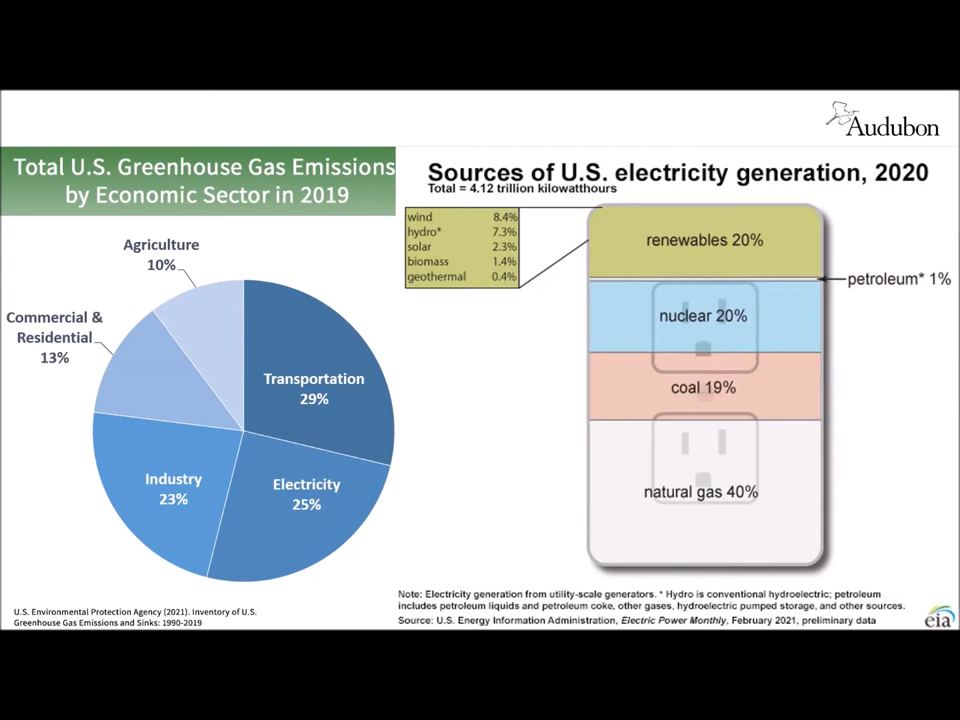 Audubon
Total U.S. Greenhouse Gas Emissions
by Economic Sector in 2019
Agriculture
10%
Commercial &
Residential
13%
Transportation
29%
Industry
23%
Electricity
25%
U.S. Environmental Protection Agency (2021). Inventory of U.S.
Greenhouse Gas Emissions and Sinks: 1990-2019
Sources of U.S. electricity generation, 2020
Total = 4.12 trillion kilowatthours
wind 8.4%
hydro* 7.3%
solar 2.3%
biomass 1.4%
geothermal 0.4%
renewables 20%
petroleum* 1%
nuclear 20%
coal 19%
natural gas 40%
Note: Electricity generation from utility-scale generators. * Hydro is conventional hydroelectric; petroleum
includes petroleum liquids and petroleum coke, other gases, hydroelectric pumped storage, and other sources.
Source: U.S. Energy Information Administration, Electric Power Monthly, February 2021, preliminary data
eia